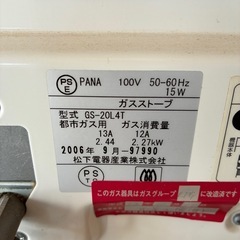 PS
E
PANA 100V 50-60Hz
15W
ガスストーブ
型式 GS-20L4T
都市ガス用 ガス消費量
13A 12A
2.44 2.27kW
2006年 9月-97990
松下電器産業株式会社
PS
このガス器具はガスグループ
に改造済です